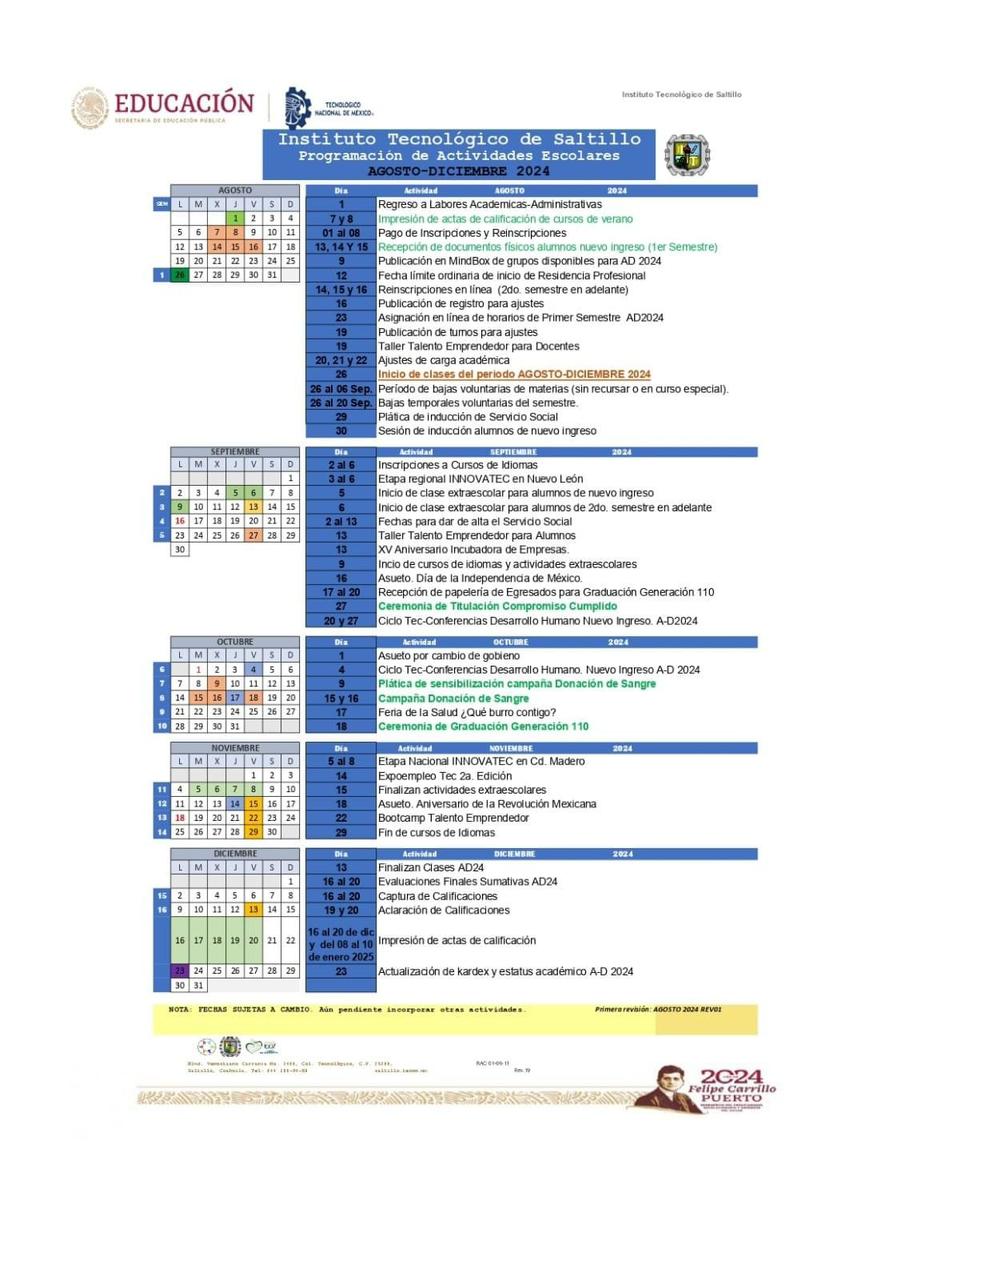 Instituto Tecnológico de Saltillo
EDUCACIÓN
SECRETARÍA DE EDUCACIÓN PÚBLICA
TECNOLÓGICO
NACIONAL DE MÉXICO
Instituto Tecnológico de Saltillo
Programación de Actividades Escolares
AGOSTO-DICIEMBRE 2024
AGOSTO
SEM L M X J V S D
1 2 3 4
5 6 7 8 9 10 11
12 13 14 15 16 17 18
19 20 21 22 23 24 25
1 26 27 28 29 30 31
Día Actividad AGOSTO 2024
1 Regreso a Labores Academicas-Administrativas
7 y 8 Impresión de actas de calificación de cursos de verano
01 al 08 Pago de Inscripciones y Reinscripciones
13, 14 Y 15 Recepción de documentos físicos alumnos nuevo ingreso (1er Semestre)
9 Publicación en MindBox de grupos disponibles para AD 2024
12 Fecha límite ordinaria de inicio de Residencia Profesional
14, 15 y 16 Reinscripciones en línea (2do. semestre en adelante)
16 Publicación de registro para ajustes
23 Asignación en línea de horarios de Primer Semestre AD2024
19 Publicación de turnos para ajustes
19 Taller Talento Emprendedor para Docentes
20, 21 y 22 Ajustes de carga académica
26 Inicio de clases del periodo AGOSTO-DICIEMBRE 2024
26 al 06 Sep. Período de bajas voluntarias de materias (sin recursar o en curso especial).
26 al 20 Sep. Bajas temporales voluntarias del semestre.
29 Plática de inducción de Servicio Social
30 Sesión de inducción alumnos de nuevo ingreso
SEPTIEMBRE
L M X J V S D
1
2 2 3 4 5 6 7 8
3 9 10 11 12 13 14 15
4 16 17 18 19 20 21 22
5 23 24 25 26 27 28 29
30
Día Actividad SEPTIEMBRE 2024
2 al 6 Inscripciones a Cursos de Idiomas
3 al 6 Etapa regional INNOVATEC en Nuevo León
5 Inicio de clase extraescolar para alumnos de nuevo ingreso
6 Inicio de clase extraescolar para alumnos de 2do. semestre en adelante
2 al 13 Fechas para dar de alta el Servicio Social
13 Taller Talento Emprendedor para Alumnos
13 XV Aniversario Incubadora de Empresas.
9 Incio de cursos de idiomas y actividades extraescolares
16 Asueto. Día de la Independencia de México.
17 al 20 Recepción de papelería de Egresados para Graduación Generación 110
27 Ceremonia de Titulación Compromiso Cumplido
20 y 27 Ciclo Tec-Conferencias Desarrollo Humano Nuevo Ingreso. A-D2024
OCTUBRE
L M X J V S D
6 1 2 3 4 5 6
7 7 8 9 10 11 12 13
8 14 15 16 17 18 19 20
9 21 22 23 24 25 26 27
10 28 29 30 31
Día Actividad OCTUBRE 2024
1 Asueto por cambio de gobieno
4 Ciclo Tec-Conferencias Desarrollo Humano. Nuevo Ingreso A-D 2024
9 Plática de sensibilización campaña Donación de Sangre
15 y 16 Campaña Donación de Sangre
17 Feria de la Salud ¿Qué burro contigo?
18 Ceremonia de Graduación Generación 110
NOVIEMBRE
L M X J V S D
1 2 3
11 4 5 6 7 8 9 10
12 11 12 13 14 15 16 17
13 18 19 20 21 22 23 24
14 25 26 27 28 29 30
Día Actividad NOVIEMBRE 2024
5 al 8 Etapa Nacional INNOVATEC en Cd. Madero
14 Expoempleo Tec 2a. Edición
15 Finalizan actividades extraescolares
18 Asueto. Aniversario de la Revolución Mexicana
22 Bootcamp Talento Emprendedor
29 Fin de cursos de Idiomas
DICIEMBRE
L M X J V S D
1
15 2 3 4 5 6 7 8
16 9 10 11 12 13 14 15
16 17 18 19 20 21 22
23 24 25 26 27 28 29
30 31
Día Actividad DICIEMBRE 2024
13 Finalizan Clases AD24
16 al 20 Evaluaciones Finales Sumativas AD24
16 al 20 Captura de Calificaciones
19 y 20 Aclaración de Calificaciones
16 al 20 de dic
y del 08 al 10
de enero 2025
Impresión de actas de calificación
23 Actualización de kardex y estatus académico A-D 2024
NOTA: FECHAS SUJETAS A CAMBIO. Aún pendiente incorporar otras actividades.
Primera revisión: AGOSTO 2024 REV01
Blvd. Venustiano Carranza No. 2400, Col. Tecnológico, C.P. 25280,
Saltillo, Coahuila. Tel:
saltillo.tecnm.mx
Rev. 19
2024
Felipe Carrillo
PUERTO